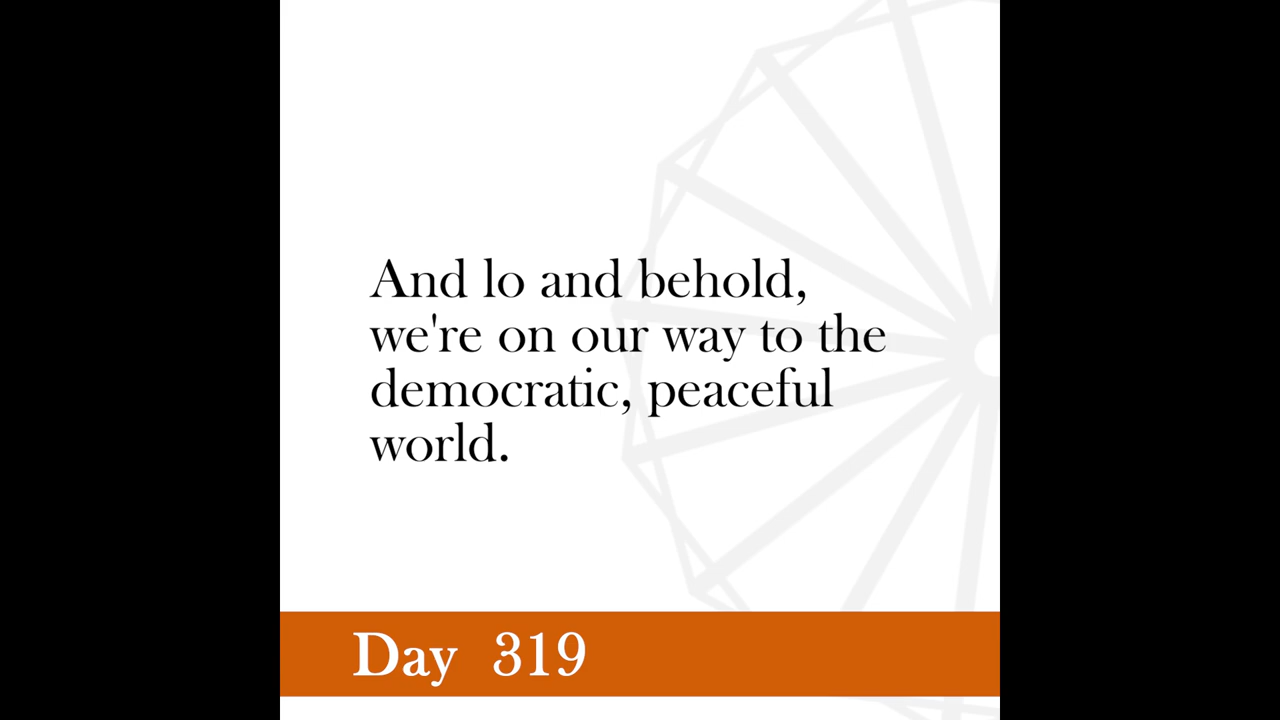 And lo and behold,
we're on our way to the
democratic, peaceful
world.
Day 319